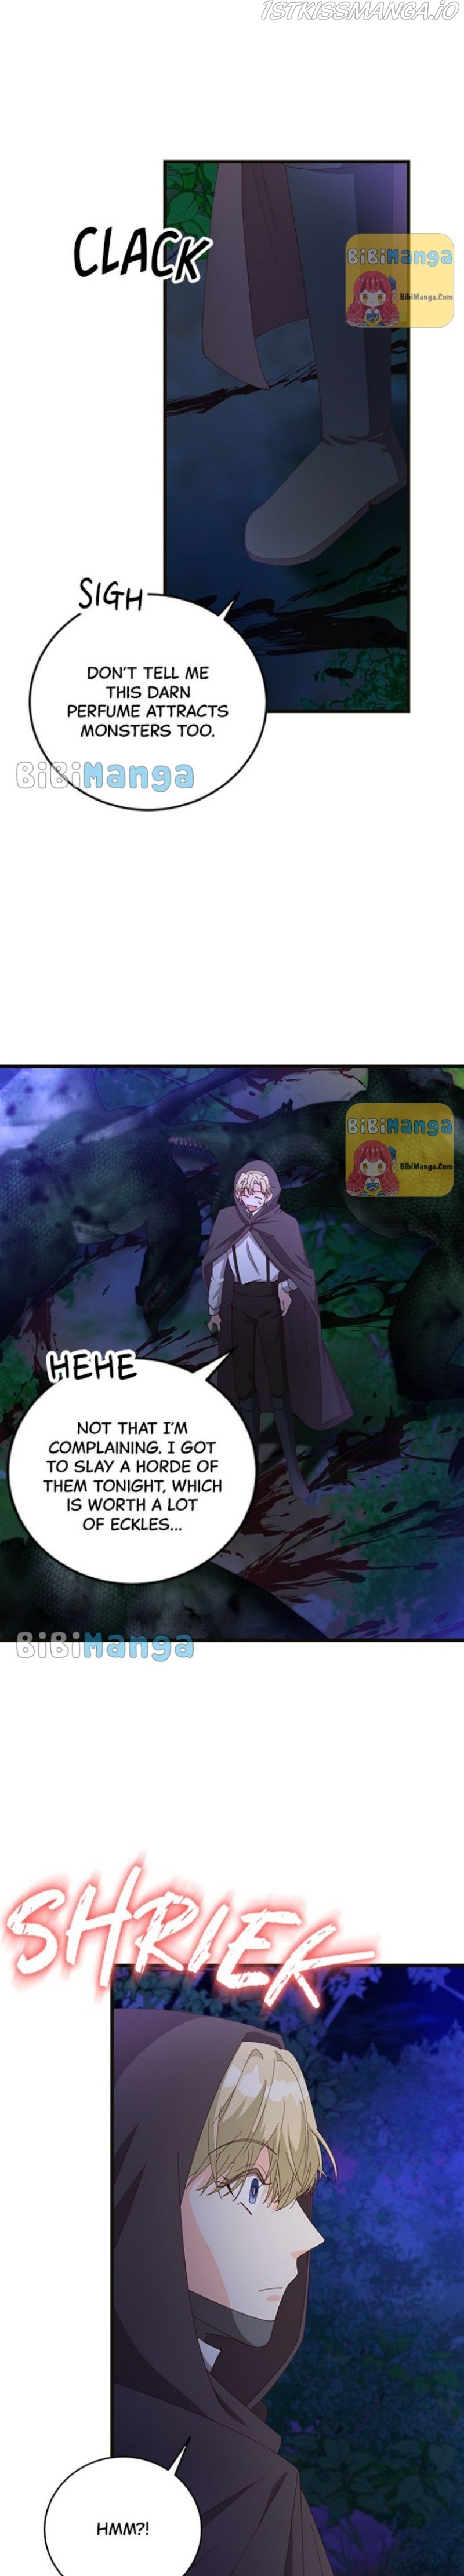 1STKISSMANGA.iO
CLACK
BiBiManga
BibiManga.Com
SIGH
DON'T TELL ME
THIS DARN
PERFUME ATTRACTS
MONSTERS TOO.
BiBiManga
BiBiManga
BibiManga.Com
HEHE
NOT THAT I'M
COMPLAINING. I GOT
TO SLAY A HORDE OF
THEM TONIGHT, WHICH
IS WORTH A LOT
OF ECKLES...
BiBiManga
SHRIEK
HMM?!